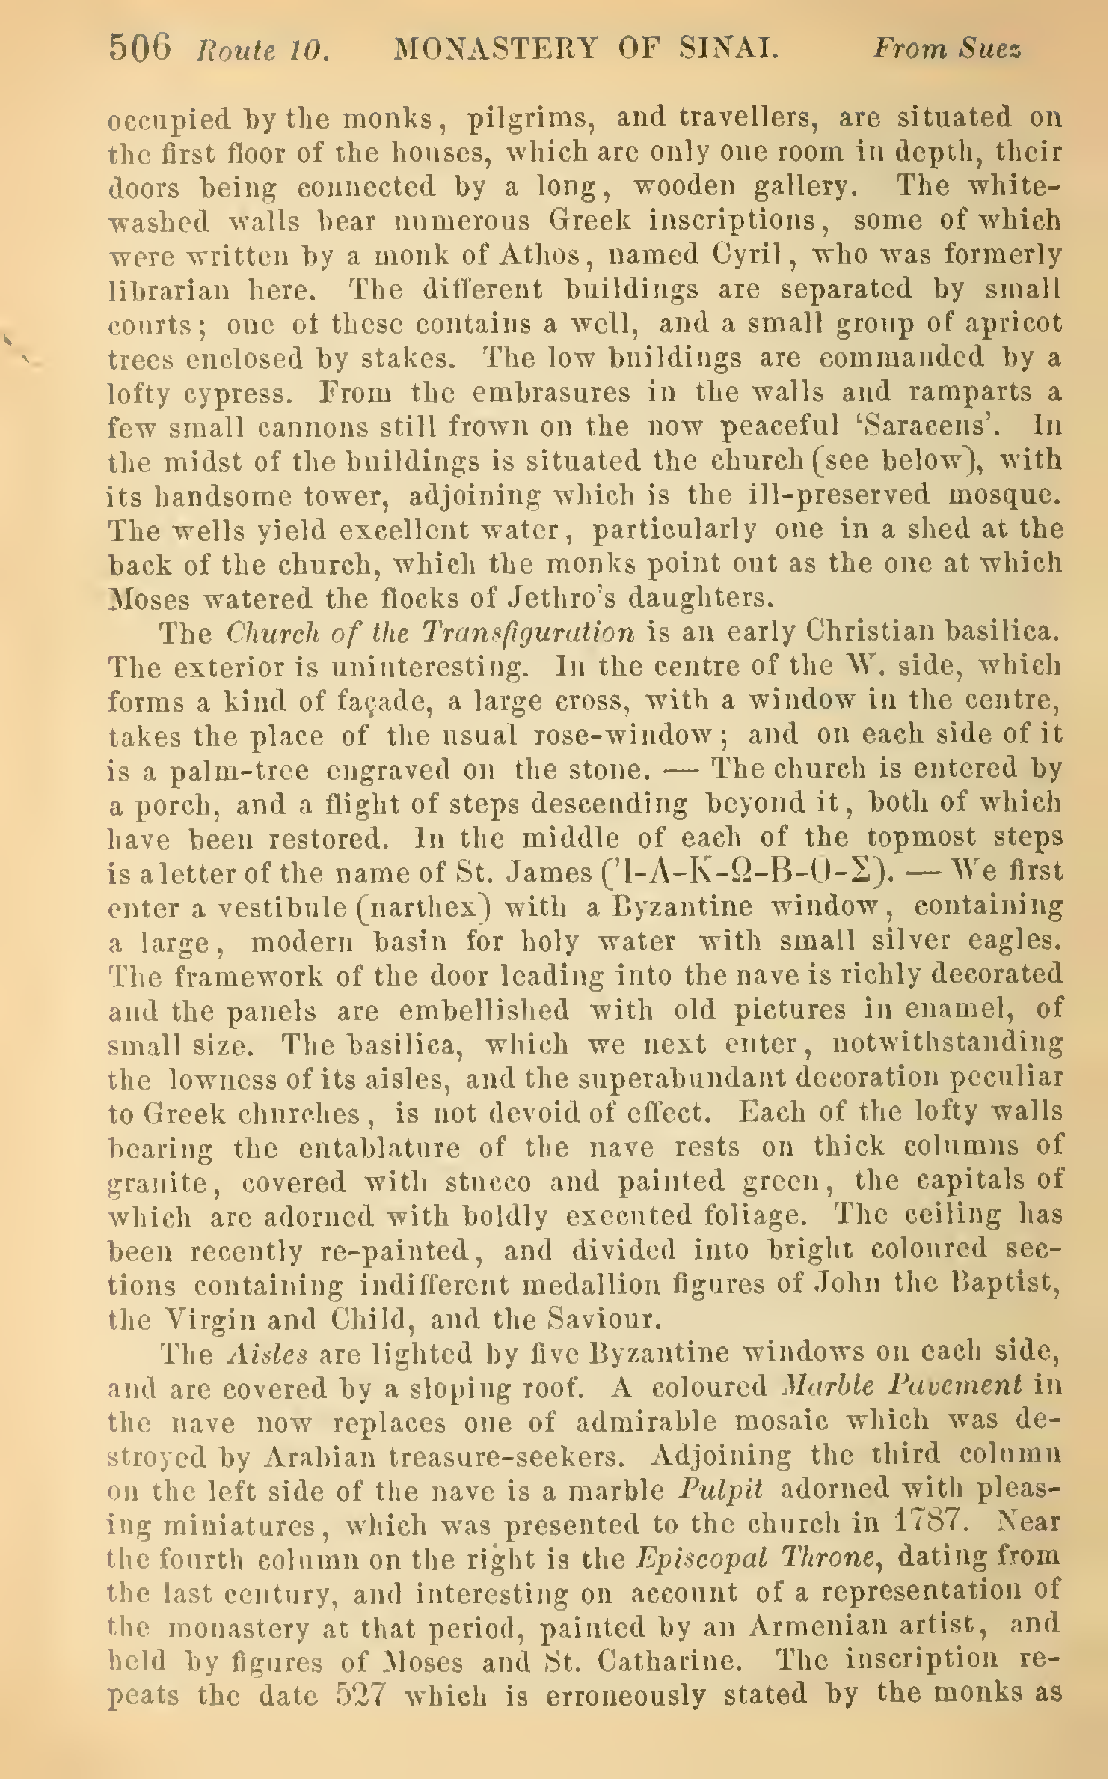 506 Route 10. MONASTERY OF SINAI. From Suez
occupied by the monks, pilgrims, and travellers, are situated on
the first floor of the houses, which are only one room in depth, their
doors being connected by a long, wooden gallery. The white-
washed walls bear numerous Greek inscriptions, some of which
were written by a monk of Athos, named Cyril, who was formerly
librarian here. The different buildings are separated by small
courts; one of these contains a well, and a small group of apricot
trees enclosed by stakes. The low buildings are commanded by a
lofty cypress. From the embrasures in the walls and ramparts a
few small cannons still frown on the now peaceful ‘Saracens’. In
the midst of the buildings is situated the church (see below), with
its handsome tower, adjoining which is the ill-preserved mosque.
The wells yield excellent water, particularly one in a shed at the
back of the church, which the monks point out as the one at which
Moses watered the flocks of Jethro's daughters.
The Church of the Transfiguration is an early Christian basilica.
The exterior is uninteresting. In the centre of the W. side, which
forms a kind of façade, a large cross, with a window in the centre,
takes the place of the usual rose-window; and on each side of it
is a palm-tree engraved on the stone. — The church is entered by
a porch, and a flight of steps descending beyond it, both of which
have been restored. In the middle of each of the topmost steps
is a letter of the name of St. James (Ἰ-Α-Κ-Ω-Β-Ο-Σ). — We first
enter a vestibule (narthex) with a Byzantine window, containing
a large, modern basin for holy water with small silver eagles.
The framework of the door leading into the nave is richly decorated
and the panels are embellished with old pictures in enamel, of
small size. The basilica, which we next enter, notwithstanding
the lowness of its aisles, and the superabundant decoration peculiar
to Greek churches, is not devoid of effect. Each of the lofty walls
bearing the entablature of the nave rests on thick columns of
granite, covered with stucco and painted green, the capitals of
which are adorned with boldly executed foliage. The ceiling has
been recently re-painted, and divided into bright coloured sec-
tions containing indifferent medallion figures of John the Baptist,
the Virgin and Child, and the Saviour.
The Aisles are lighted by five Byzantine windows on each side,
and are covered by a sloping roof. A coloured Marble Pavement in
the nave now replaces one of admirable mosaic which was de-
stroyed by Arabian treasure-seekers. Adjoining the third column
on the left side of the nave is a marble Pulpit adorned with pleas-
ing miniatures, which was presented to the church in 1787. Near
the fourth column on the right is the Episcopal Throne, dating from
the last century, and interesting on account of a representation of
the monastery at that period, painted by an Armenian artist, and
held by figures of Moses and St. Catharine. The inscription re-
peats the date 527 which is erroneously stated by the monks as